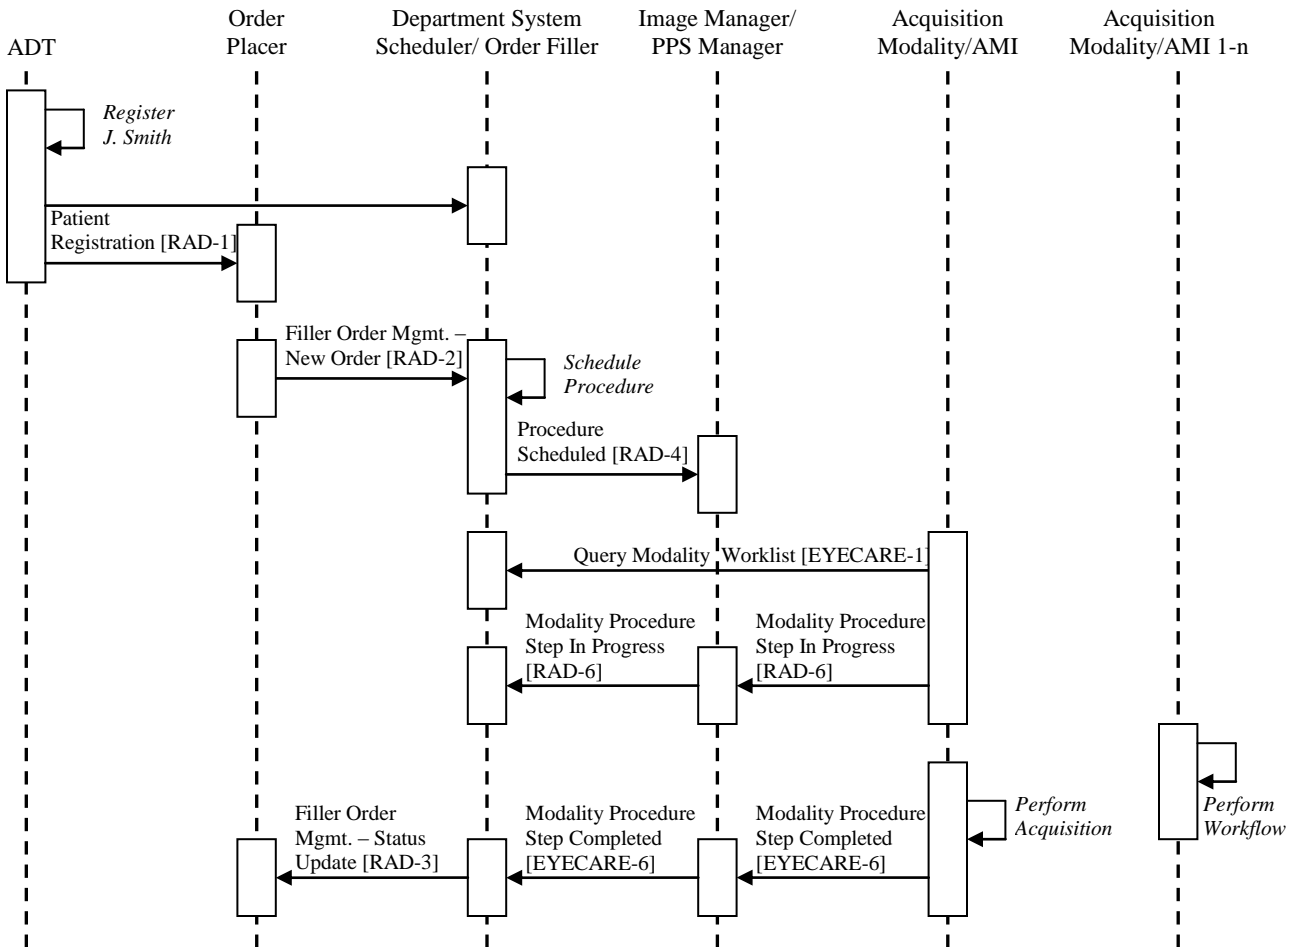 Order
Placer
Department System
Scheduler/ Order Filler
Image Manager/
PPS Manager
Acquisition
Modality/AMI
Acquisition
Modality/AMI 1-n
ADT
Register
J. Smith
Patient
Registration [RAD-1]
Filler Order Mgmt. –
New Order [RAD-2]
Schedule
Procedure
Procedure
Scheduled [RAD-4]
Query Modality Worklist [EYECARE-1]
Modality Procedure
Step In Progress
[RAD-6]
Modality Procedure
Step In Progress
[RAD-6]
Filler Order
Mgmt. – Status
Update [RAD-3]
Modality Procedure
Step Completed
[EYECARE-6]
Modality Procedure
Step Completed
[EYECARE-6]
Perform
Acquisition
Perform
Workflow